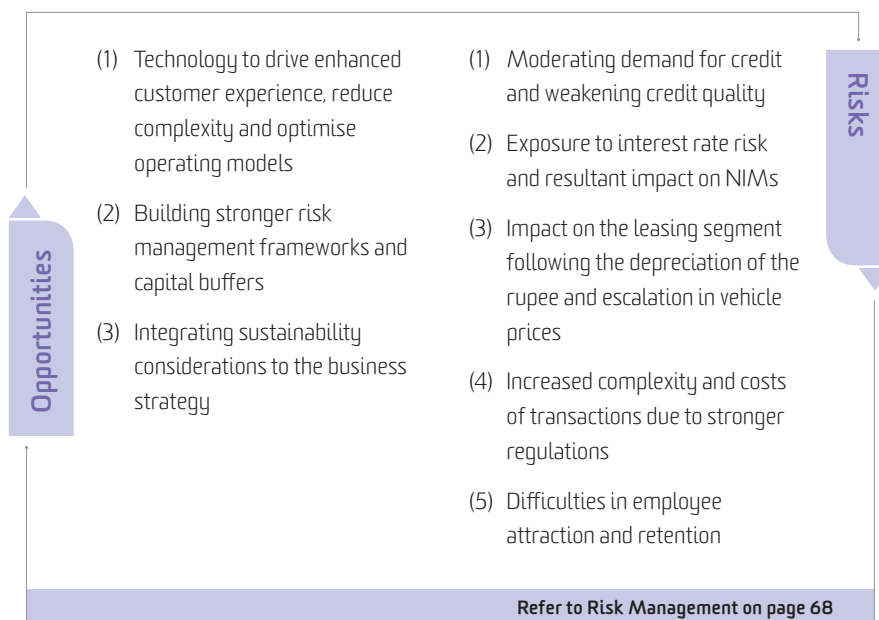 Opportunities
(1) Technology to drive enhanced
customer experience, reduce
complexity and optimise
operating models
(2) Building stronger risk
management frameworks and
capital buffers
(3) Integrating sustainability
considerations to the business
strategy
Risks
(1) Moderating demand for credit
and weakening credit quality
(2) Exposure to interest rate risk
and resultant impact on NIMs
(3) Impact on the leasing segment
following the depreciation of the
rupee and escalation in vehicle
prices
(4) Increased complexity and costs
of transactions due to stronger
regulations
(5) Difficulties in employee
attraction and retention
Refer to Risk Management on page 68